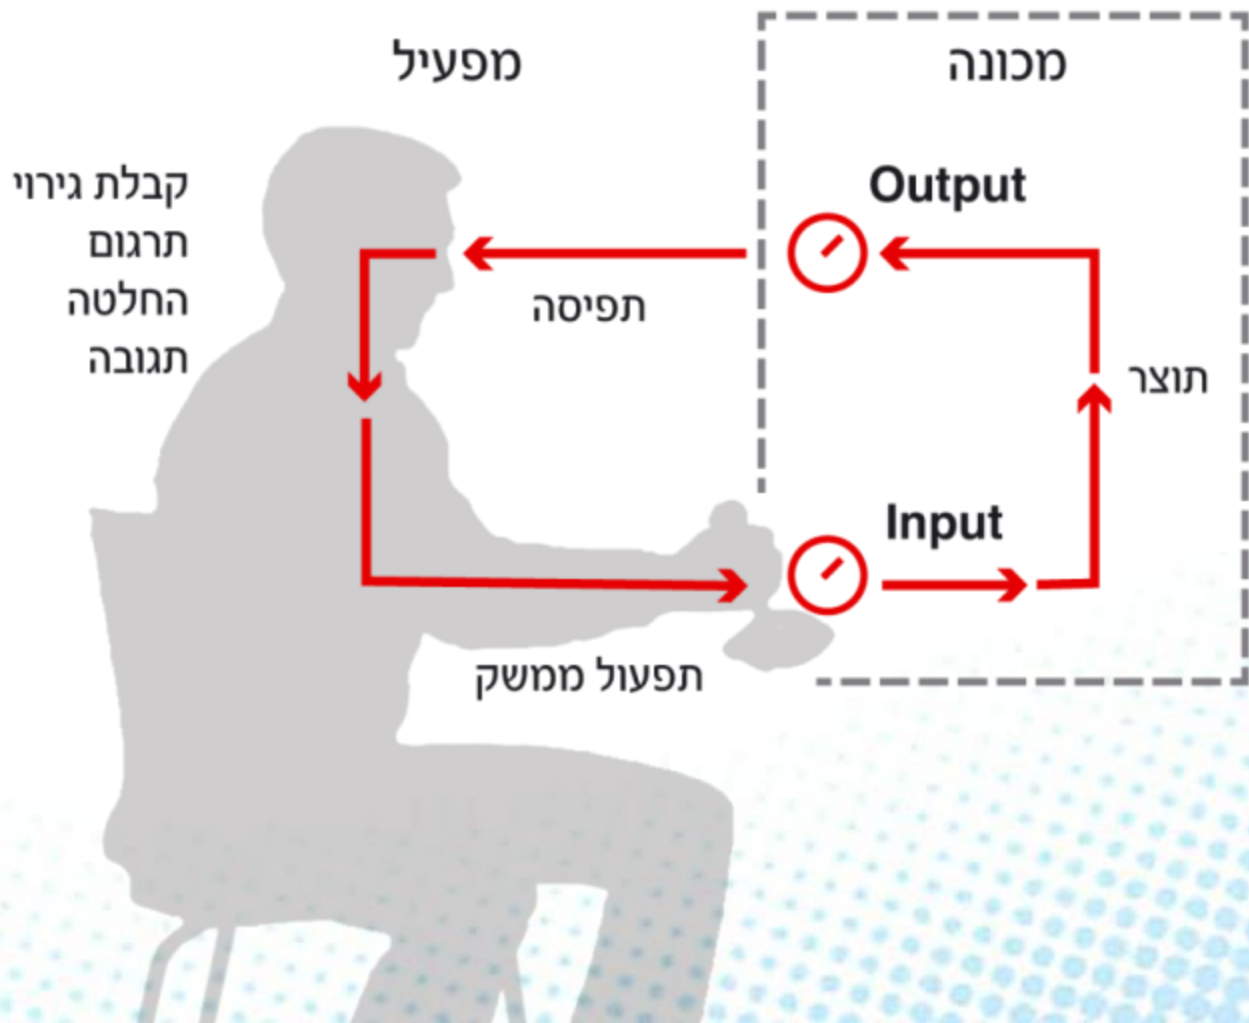 מכונה
מפעיל
Output
קבלת גירוי
תרגום
החלטה
תגובה
תפיסה
תוצר
Input
תפעול ממשק